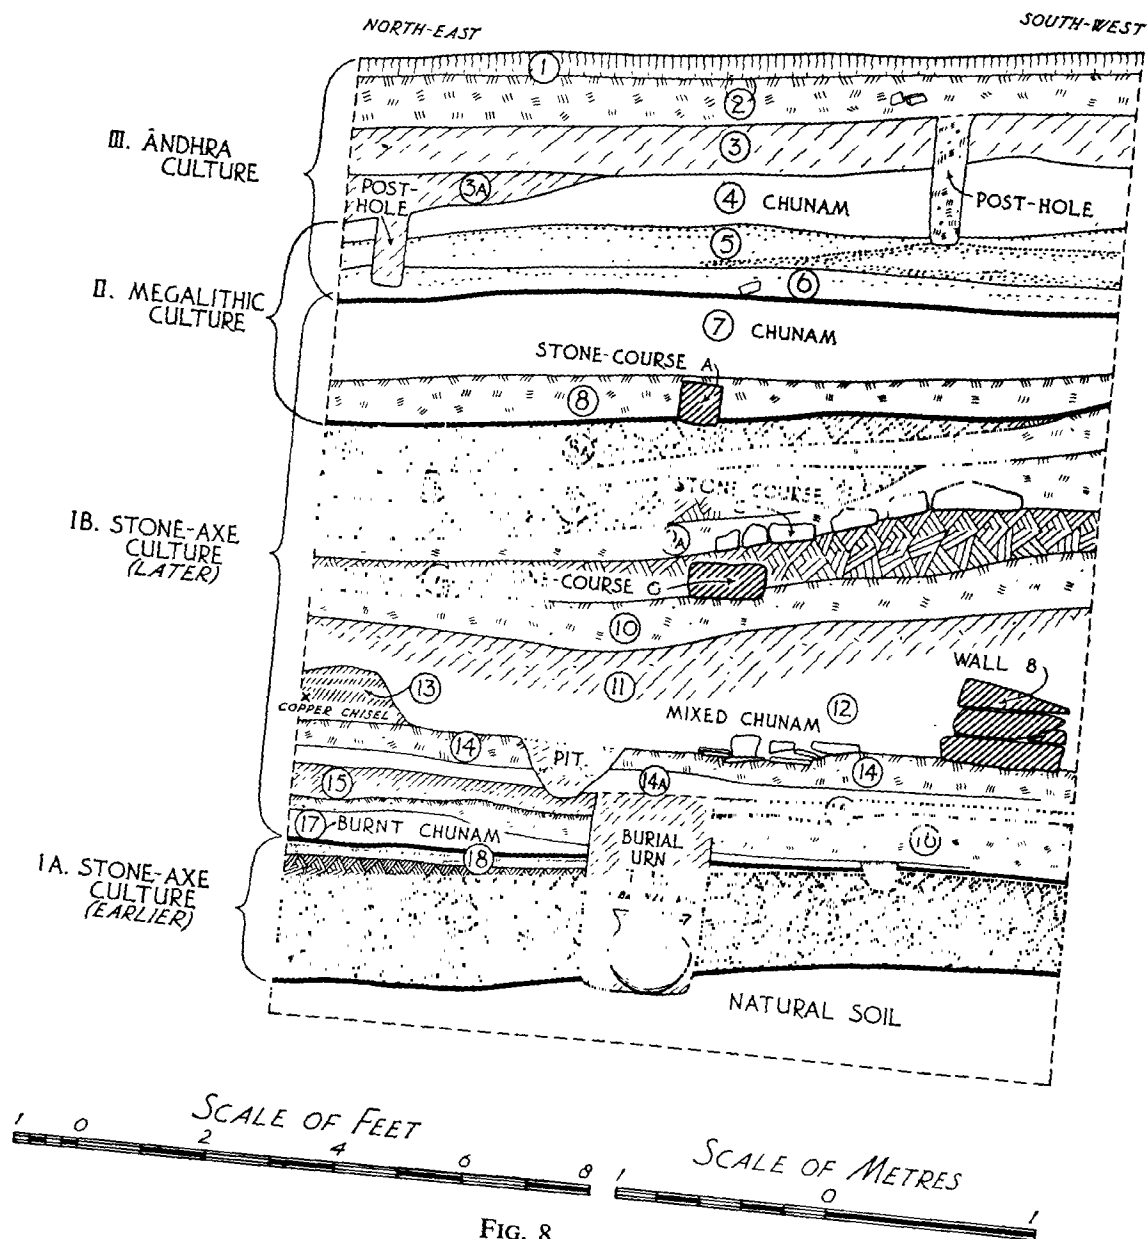 NORTH-EAST
SOUTH-WEST
1
2
III. ĀNDHRA
CULTURE
3
POST-
HOLE
3A
4 CHUNAM
POST-HOLE
5
II. MEGALITHIC
CULTURE
6
7 CHUNAM
STONE-COURSE A
8
STONE COURSE
IB. STONE-AXE
CULTURE
(LATER)
COURSE
10
WALL 8
11
12
13
MIXED CHUNAM
X
COPPER CHISEL
14
PIT
14A
14
15
17 BURNT CHUNAM
BURIAL
URN
18
IA. STONE-AXE
CULTURE
(EARLIER)
NATURAL SOIL
SCALE OF FEET
1 0 2 4 6 8
SCALE OF METRES
1 0 1
FIG. 8